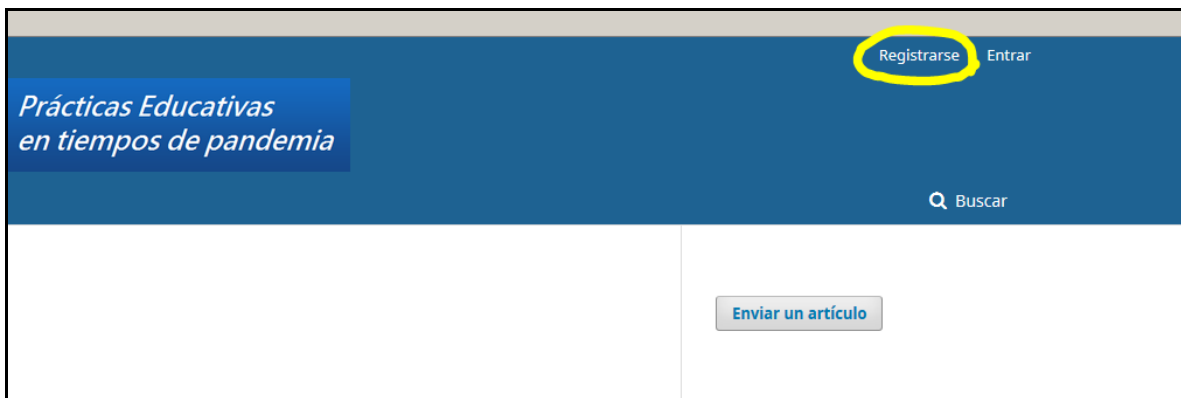 Registrarse Entrar
Prácticas Educativas
en tiempos de pandemia
Buscar
Enviar un artículo